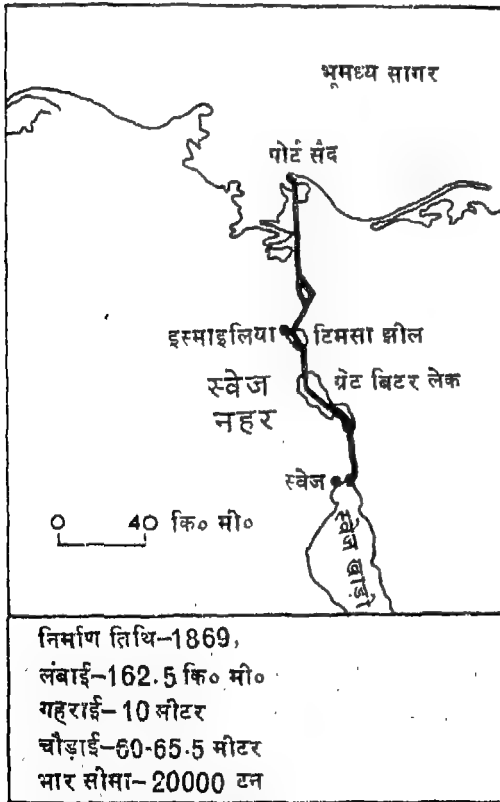 भूमध्य सागर
पोर्ट सैद
इस्माइलिया टिमसा झील
स्वेज ग्रेट बिटर लेक
नहर
स्वेज
0 40 कि० मी०
स्वेज खाड़ी
निर्माण तिथि-1869,
लंबाई-162.5 कि० मी०
गहराई-10 मीटर
चौड़ाई-60-65.5 मीटर
भार सीमा-20000 टन